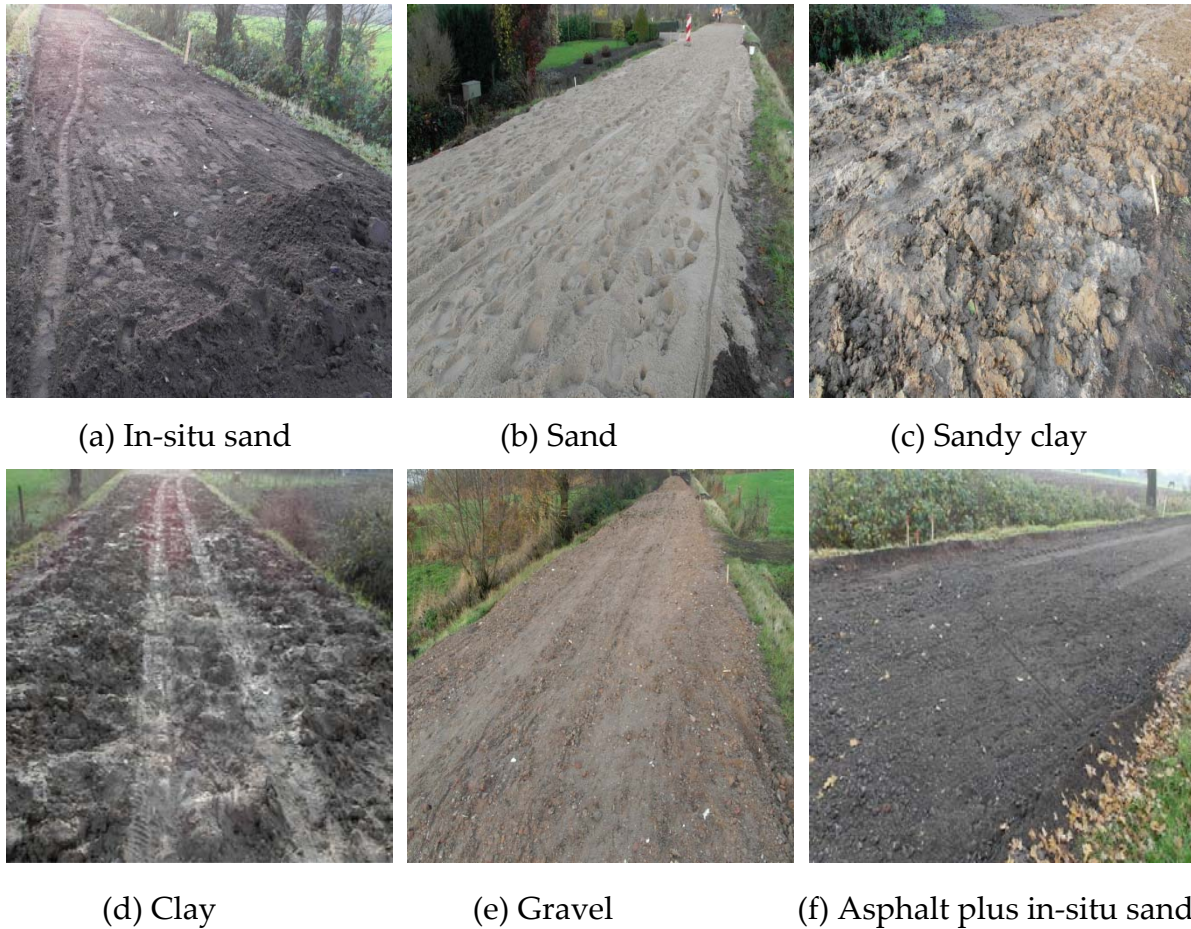 (a) In-situ sand
(b) Sand
(c) Sandy clay
(d) Clay
(e) Gravel
(f) Asphalt plus in-situ sand